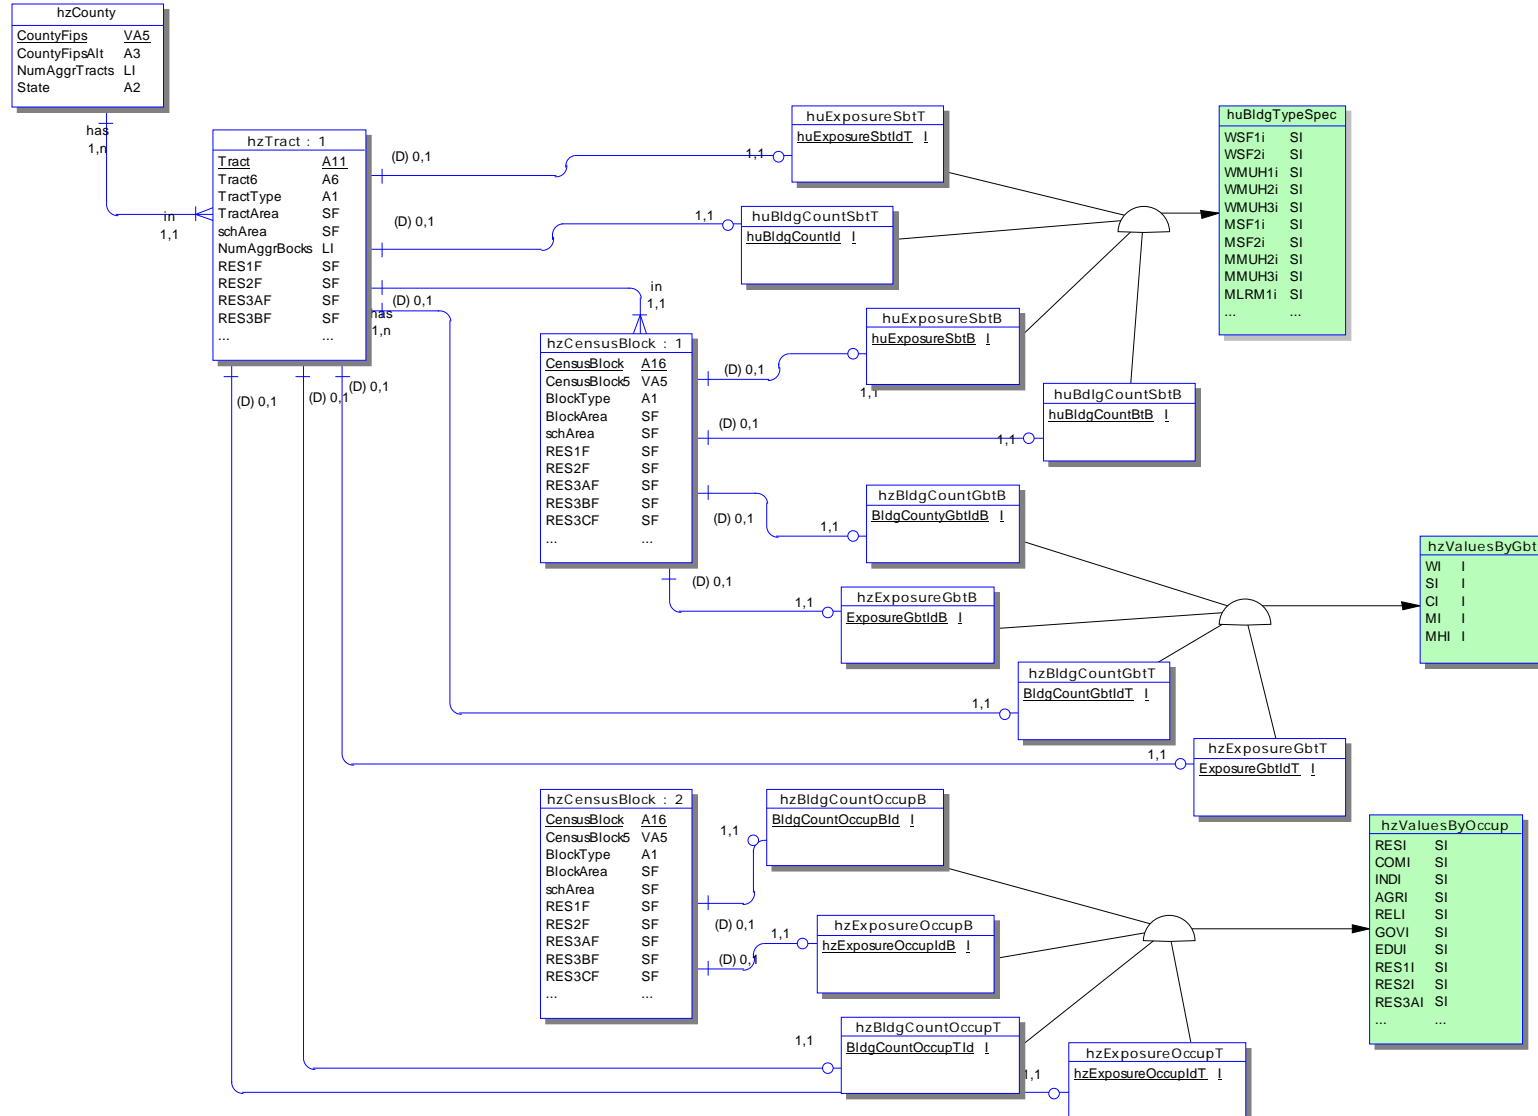 hzCounty
CountyFips VA5
CountyFipsAlt A3
NumAggrTracts LI
State A2
has
1,n
in
1,1
hzTract : 1
Tract A11
Tract6 A6
TractType A1
TractArea SF
schArea SF
NumAggrBocks LI
RES1F SF
RES2F SF
RES3AF SF
RES3BF SF
... ...
(D) 0,1
1,1
(D) 0,1
1,1
in
1,1
(D) 0,1
has
1,n
(D) 0,1
(D) 0,1
(D) 0,1
huExposureSbtT
huExposureSbtIdT I
huBldgCountSbtT
huBldgCountId I
huBldgTypeSpec
WSF1i SI
WSF2i SI
WMUH1i SI
WMUH2i SI
WMUH3i SI
MSF1i SI
MSF2i SI
MMUH2i SI
MMUH3i SI
MLRM1i SI
... ...
huExposureSbtB
huExposureSbtB I
hzCensusBlock : 1
CensusBlock A16
CensusBlock5 VA5
BlockType A1
BlockArea SF
schArea SF
RES1F SF
RES2F SF
RES3AF SF
RES3BF SF
RES3CF SF
... ...
(D) 0,1
1,1
(D) 0,1
1,1
huBdlgCountSbtB
huBldgCountBtB I
(D) 0,1
1,1
hzBldgCountGbtB
BldgCountyGbtIdB I
(D) 0,1
1,1
hzExposureGbtB
ExposureGbtIdB I
hzValuesByGbt
WI I
SI I
CI I
MI I
MHI I
1,1
hzBldgCountGbtT
BldgCountGbtIdT I
1,1
hzExposureGbtT
ExposureGbtIdT I
hzCensusBlock : 2
CensusBlock A16
CensusBlock5 VA5
BlockType A1
BlockArea SF
schArea SF
RES1F SF
RES2F SF
RES3AF SF
RES3BF SF
RES3CF SF
... ...
1,1
(D) 0,1
1,1
(D) 0,1
hzBldgCountOccupB
BldgCountOccupBId I
hzExposureOccupB
hzExposureOccupIdB I
hzValuesByOccup
RESI SI
COMI SI
INDI SI
AGRI SI
RELI SI
GOVI SI
EDUI SI
RES1I SI
RES2I SI
RES3AI SI
... ...
1,1
hzBldgCountOccupT
BldgCountOccupTId I
1,1
hzExposureOccupT
hzExposureOccupIdT I